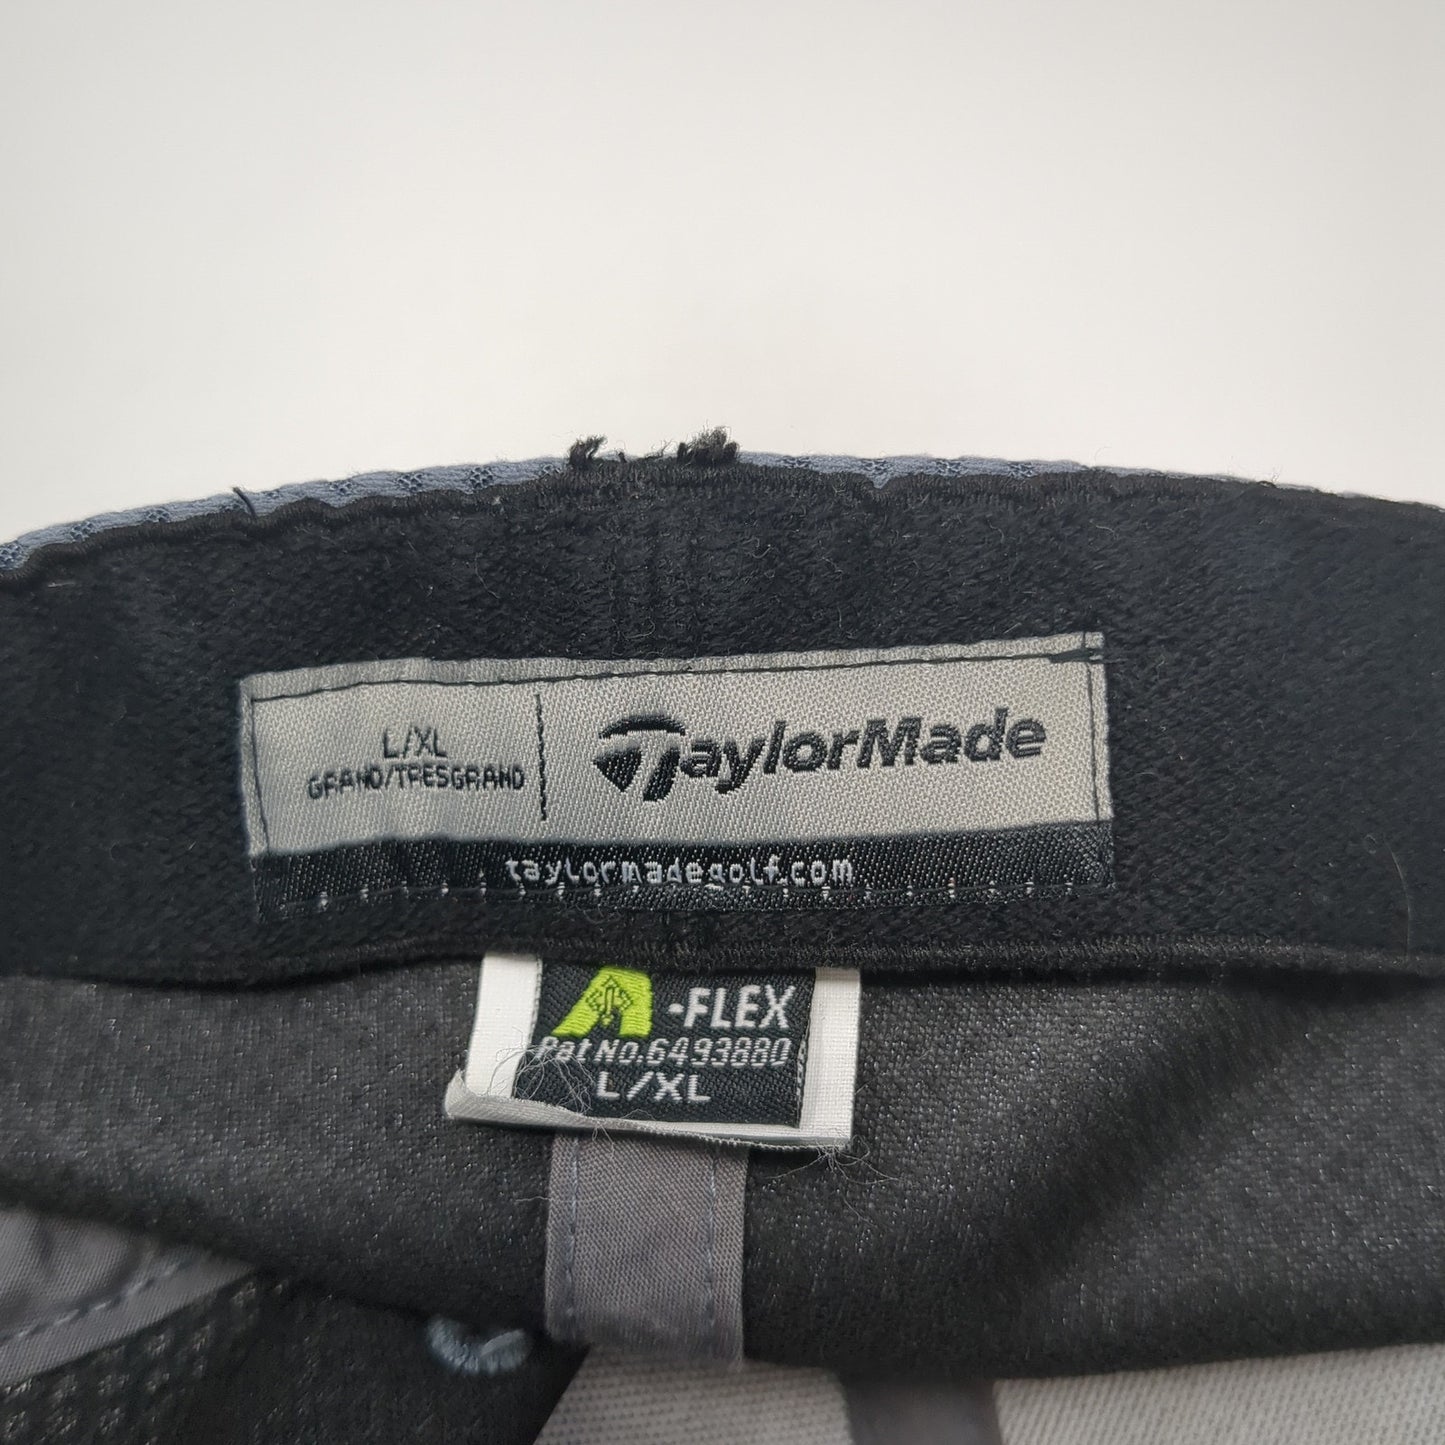 L/XL
GRAND/TRESGRAND
TaylorMade
taylormadegolf.com
A-FLEX
Pat No.6493880
L/XL